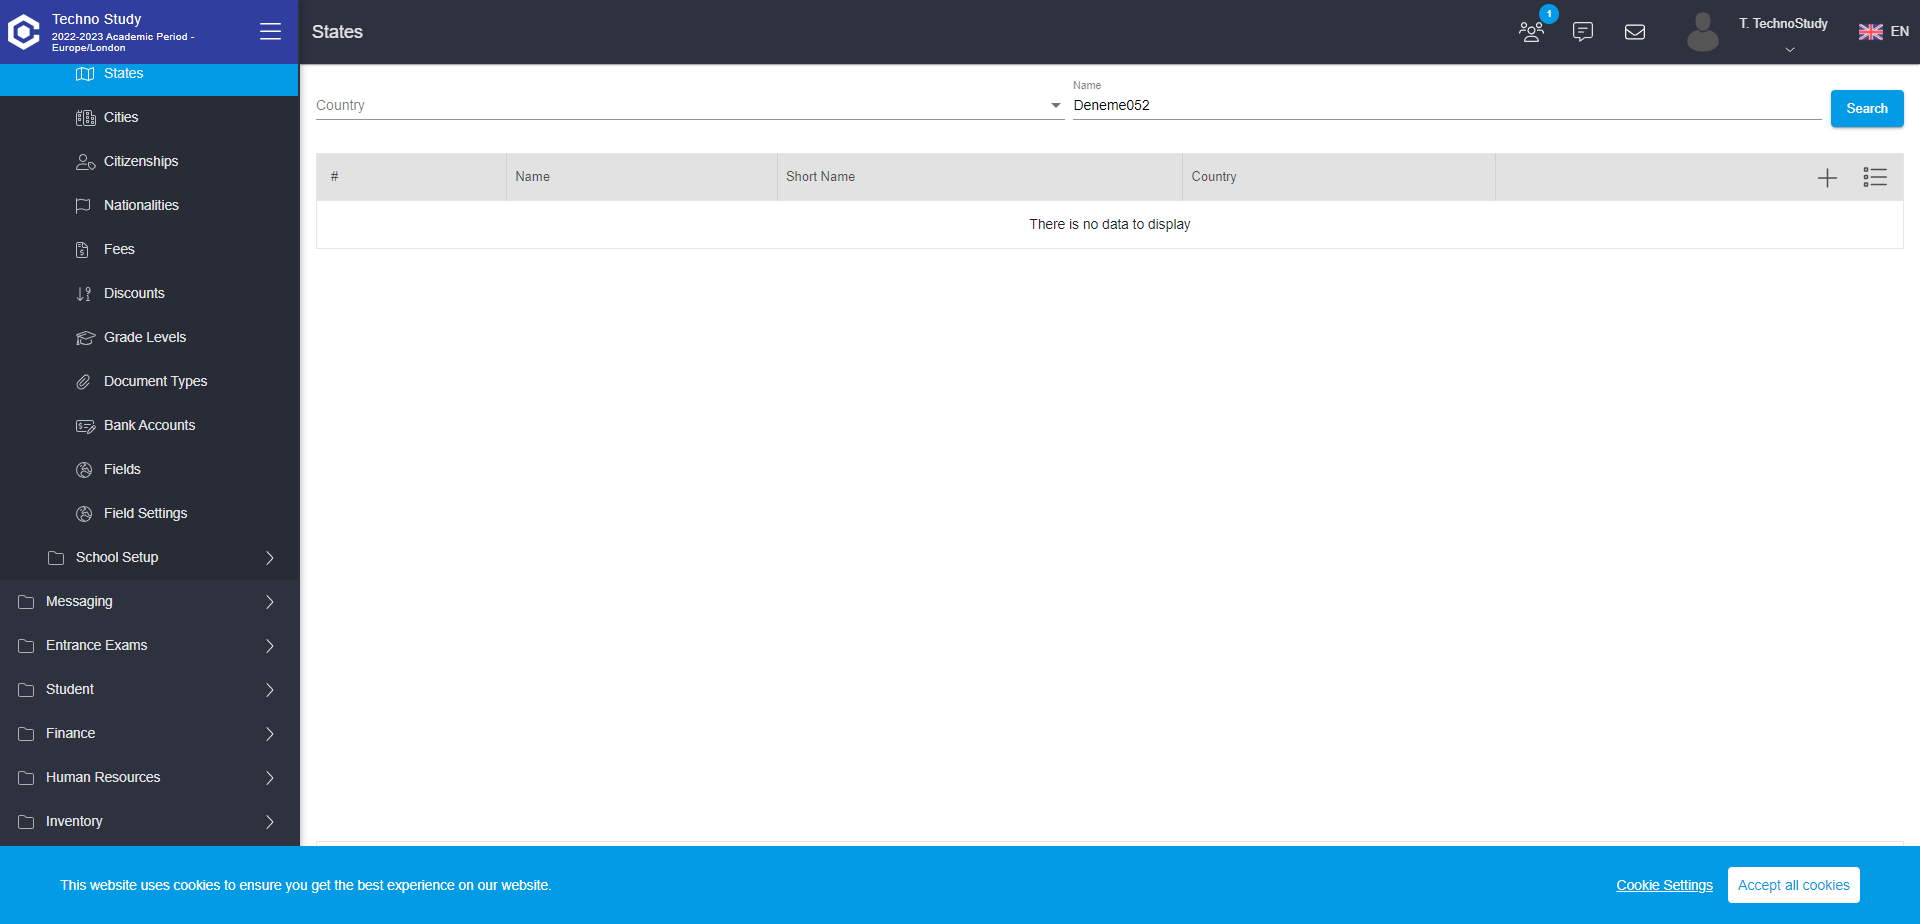 Techno Study
2022-2023 Academic Period -
Europe/London
States
1
T. TechnoStudy
EN
States
Cities
Citizenships
Nationalities
Fees
Discounts
Grade Levels
Document Types
Bank Accounts
Fields
Field Settings
School Setup
Messaging
Entrance Exams
Student
Finance
Human Resources
Inventory
Country
Name
Deneme052
Search
# Name Short Name Country
There is no data to display
This website uses cookies to ensure you get the best experience on our website.
Cookie Settings
Accept all cookies